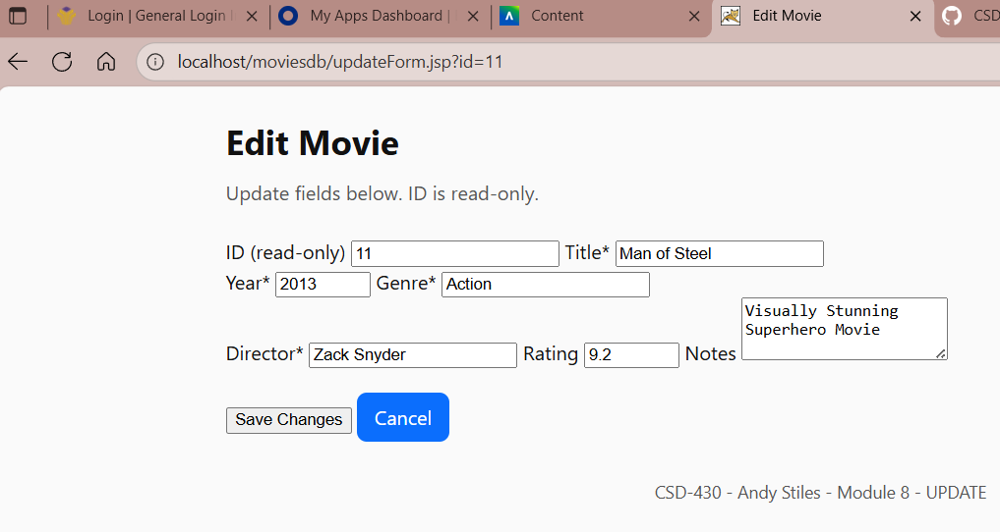 Login | General Login
My Apps Dashboard |
Content
Edit Movie
CSD-
localhost/moviesdb/updateForm.jsp?id=11
Edit Movie
Update fields below. ID is read-only.
ID (read-only) 11 Title* Man of Steel
Year* 2013 Genre* Action
Director* Zack Snyder Rating 9.2 Notes Visually Stunning
Superhero Movie
Save Changes Cancel
CSD-430 - Andy Stiles - Module 8 - UPDATE